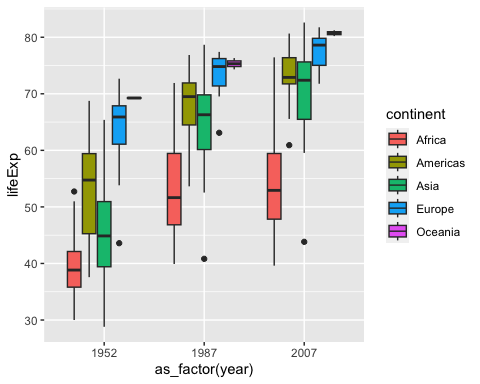 lifeExp
80
70
60
50
40
30
1952
1987
2007
as_factor(year)
continent
Africa
Americas
Asia
Europe
Oceania